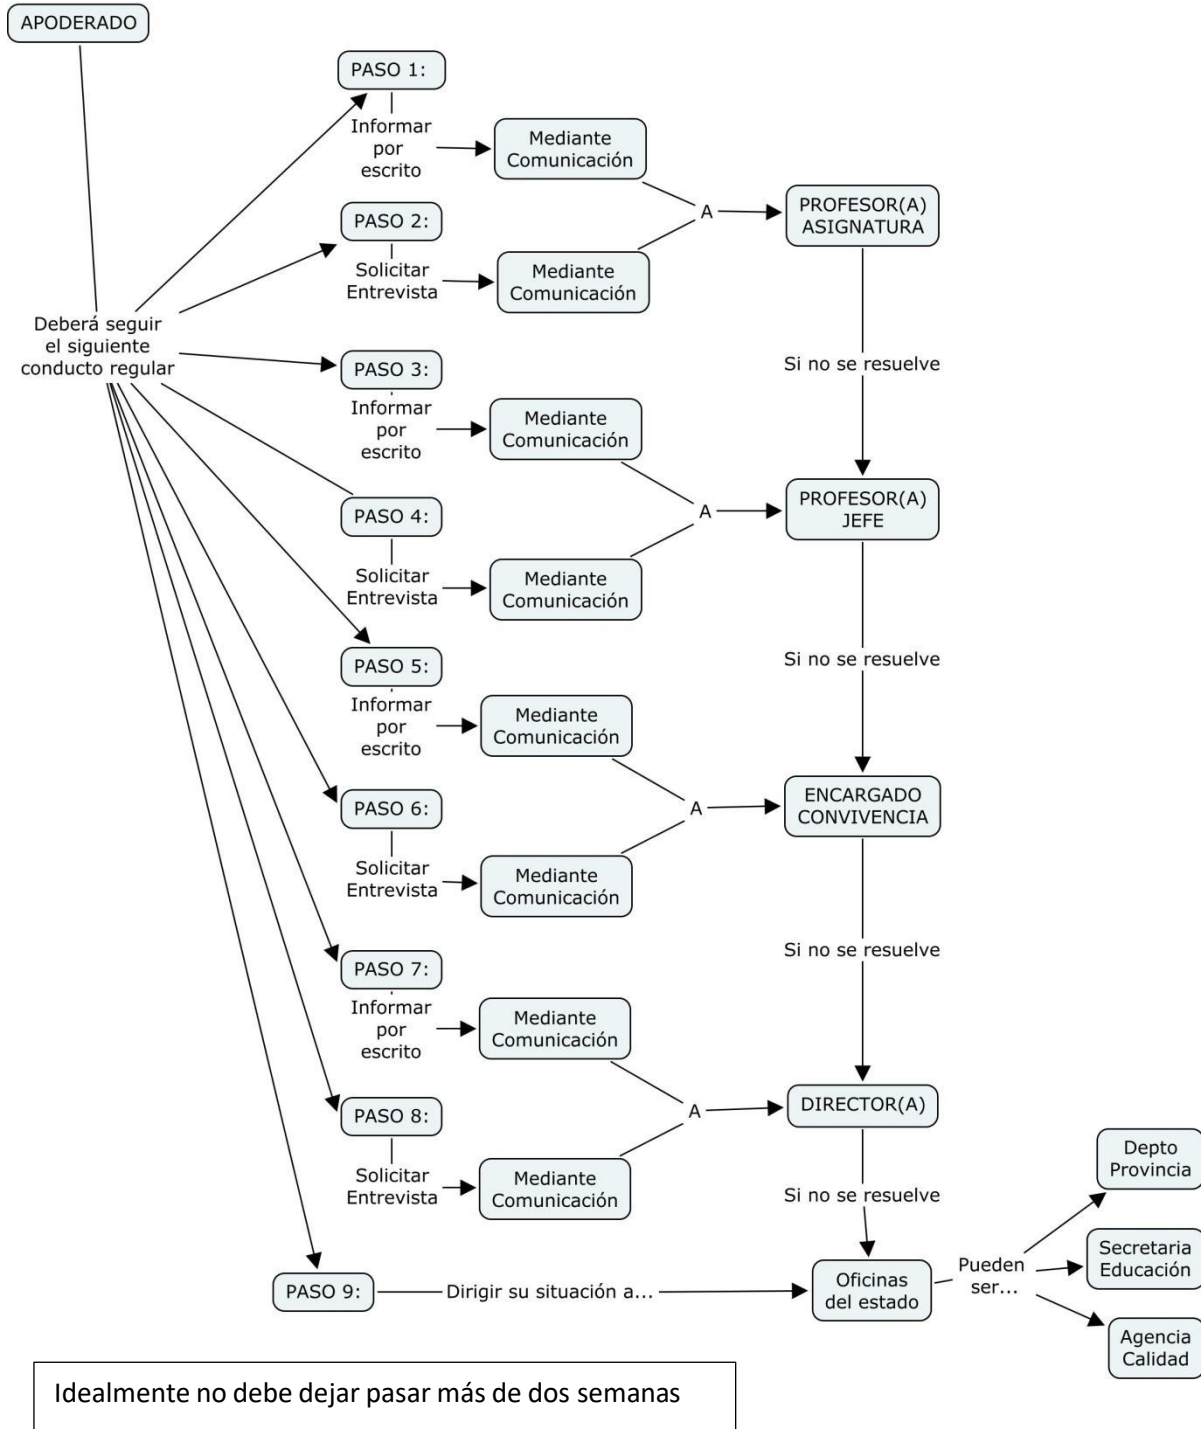 APODERADO
Deberá seguir
el siguiente
conducto regular
PASO 1:
Informar
por
escrito
Mediante
Comunicación
PASO 2:
Solicitar
Entrevista
Mediante
Comunicación
A
PROFESOR(A)
ASIGNATURA
Si no se resuelve
PASO 3:
Informar
por
escrito
Mediante
Comunicación
PASO 4:
Solicitar
Entrevista
Mediante
Comunicación
A
PROFESOR(A)
JEFE
Si no se resuelve
PASO 5:
Informar
por
escrito
Mediante
Comunicación
PASO 6:
Solicitar
Entrevista
Mediante
Comunicación
A
ENCARGADO
CONVIVENCIA
Si no se resuelve
PASO 7:
Informar
por
escrito
Mediante
Comunicación
PASO 8:
Solicitar
Entrevista
Mediante
Comunicación
A
DIRECTOR(A)
Si no se resuelve
PASO 9:
Dirigir su situación a...
Oficinas
del estado
Pueden
ser...
Depto
Provincia
Secretaria
Educación
Agencia
Calidad
Idealmente no debe dejar pasar más de dos semanas